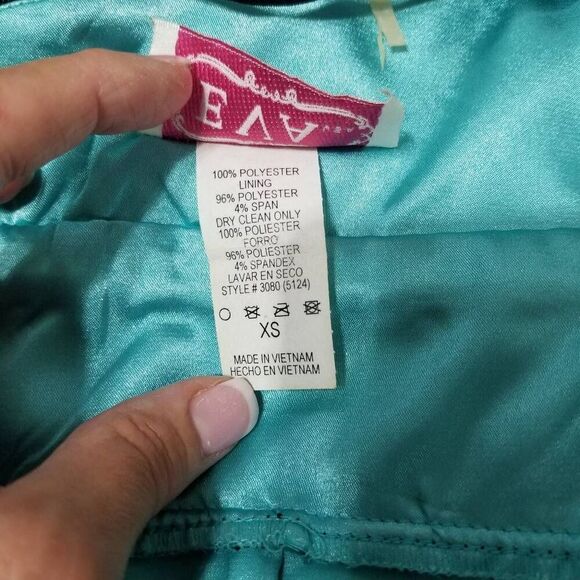 AVE
100% POLYESTER
LINING
96% POLYESTER
4% SPAN
DRY CLEAN ONLY
100% POLIESTER
FORRO
96% POLIESTER
4% SPANDEX
LAVAR EN SECO
STYLE # 3080 (5124)
XS
MADE IN VIETNAM
HECHO EN VIETNAM